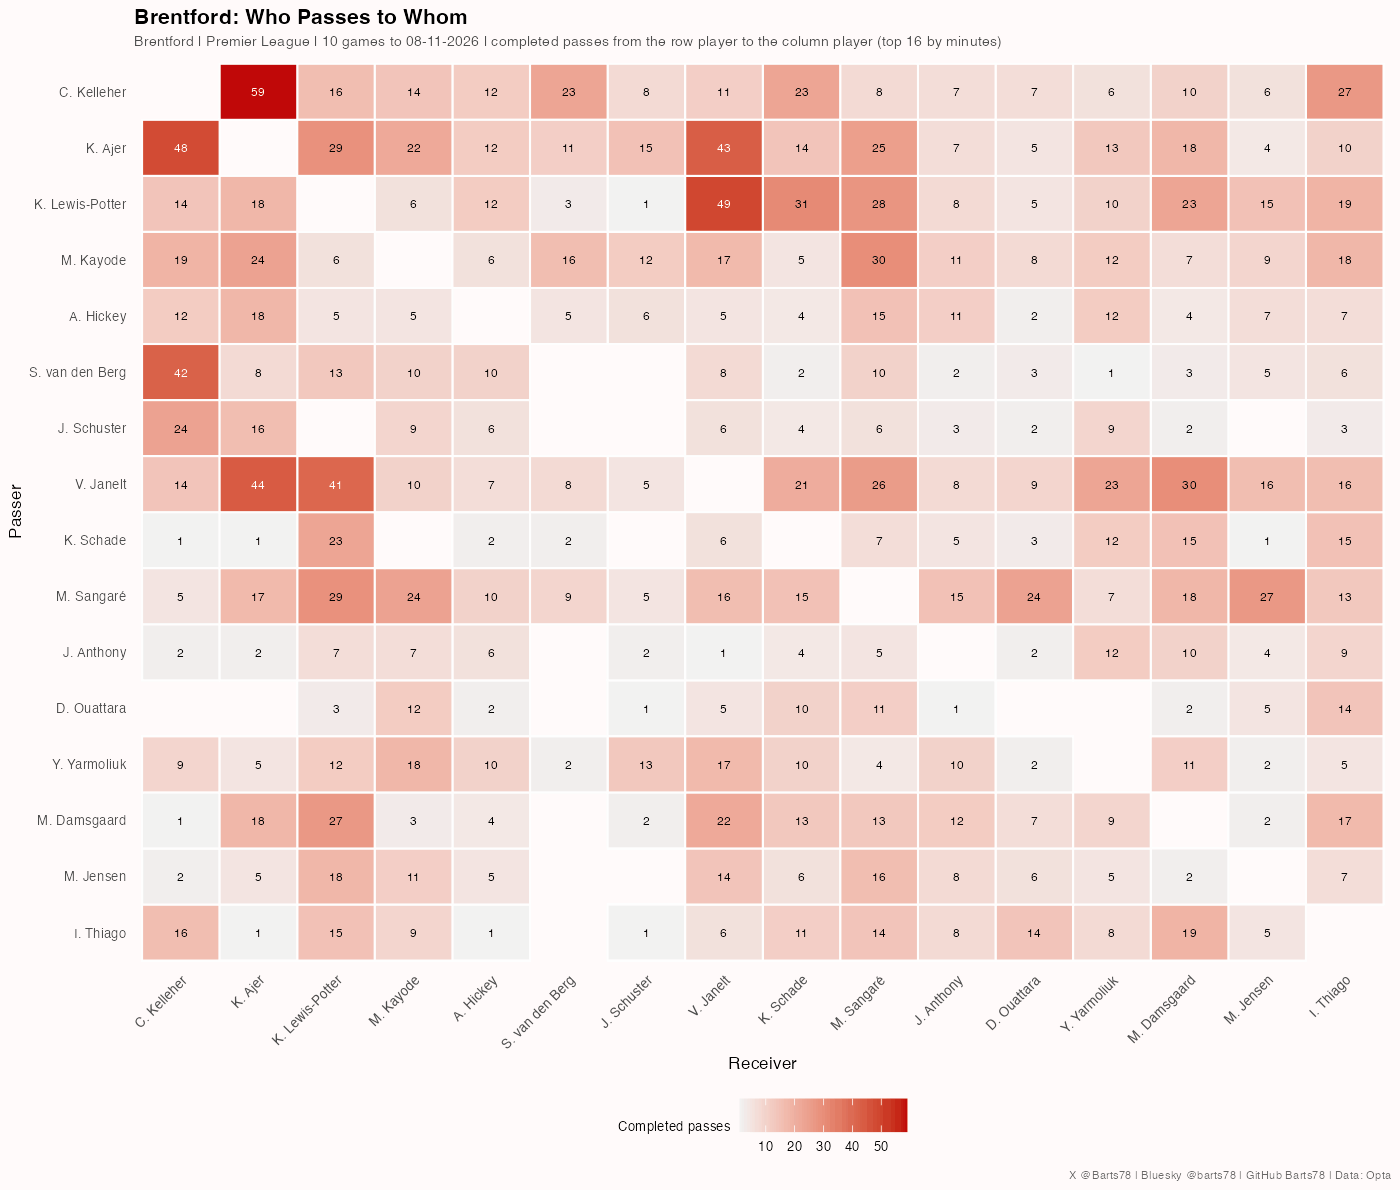 Brentford: Who Passes to Whom
Brentford | Premier League | 10 games to 08-11-2026 | completed passes from the row player to the column player (top 16 by minutes)
Passer
C. Kelleher 59 16 14 12 23 8 11 23 8 7 7 6 10 6 27
K. Ajer 48 29 22 12 11 15 43 14 25 7 5 13 18 4 10
K. Lewis-Potter 14 18 6 12 3 1 49 31 28 8 5 10 23 15 19
M. Kayode 19 24 6 6 16 12 17 5 30 11 8 12 7 9 18
A. Hickey 12 18 5 5 5 6 5 4 15 11 2 12 4 7 7
S. van den Berg 42 8 13 10 10 8 2 10 2 3 1 3 5 6
J. Schuster 24 16 9 6 6 4 6 3 2 9 2 3
V. Janelt 14 44 41 10 7 8 5 21 26 8 9 23 30 16 16
K. Schade 1 1 23 2 2 6 7 5 3 12 15 1 15
M. Sangaré 5 17 29 24 10 9 5 16 15 15 24 7 18 27 13
J. Anthony 2 2 7 7 6 2 1 4 5 2 12 10 4 9
D. Ouattara 3 12 2 1 5 10 11 1 2 5 14
Y. Yarmoliuk 9 5 12 18 10 2 13 17 10 4 10 2 11 2 5
M. Damsgaard 1 18 27 3 4 2 22 13 13 12 7 9 2 17
M. Jensen 2 5 18 11 5 14 6 16 8 6 5 2 7
I. Thiago 16 1 15 9 1 1 6 11 14 8 14 8 19 5
C. Kelleher K. Ajer K. Lewis-Potter M. Kayode A. Hickey S. van den Berg J. Schuster V. Janelt K. Schade M. Sangaré J. Anthony D. Ouattara Y. Yarmoliuk M. Damsgaard M. Jensen I. Thiago
Receiver
Completed passes
10 20 30 40 50
X @Barts78 | Bluesky @barts78 | GitHub Barts78 | Data: Opta